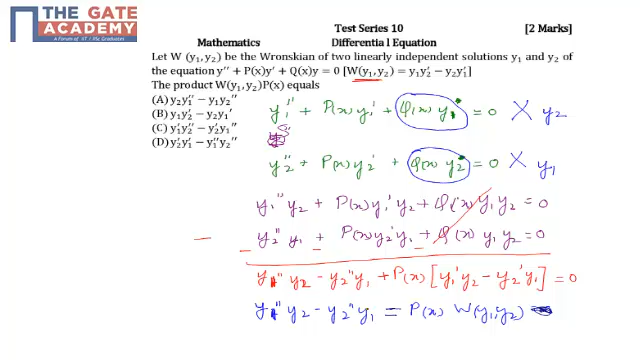 THE GATE ACADEMY
A Forum of IIT / IISc Graduates
Test Series 10 [2 Marks]
Mathematics Differential Equation
Let W (y₁, y₂) be the Wronskian of two linearly independent solutions y₁ and y₂ of
the equation y″ + P(x)y′ + Q(x)y = 0 [W(y₁, y₂) = y₁y₂′ − y₂y₁′]
The product W(y₁, y₂)P(x) equals
(A) y₂y₁″ − y₁y₂″
(B) y₁y₂′ − y₂y₁′
(C) y₁′y₂″ − y₂′y₁″
(D) y₂′y₁′ − y₁″y₂″
y₁″ + P(x) y₁′ + Q(x) y₁ = 0 × y₂
y₂″ + P(x) y₂′ + Q(x) y₂ = 0 × y₁
y₁″ y₂ + P(x) y₁′ y₂ + Q(x) y₁ y₂ = 0
− y₂″ y₁ + P(x) y₂′ y₁ + Q(x) y₁ y₂ = 0
− − −
y₁″ y₂ − y₂″ y₁ + P(x) [y₁′ y₂ − y₂′ y₁] = 0
y₁″ y₂ − y₂″ y₁ = P(x) W(y₁, y₂)